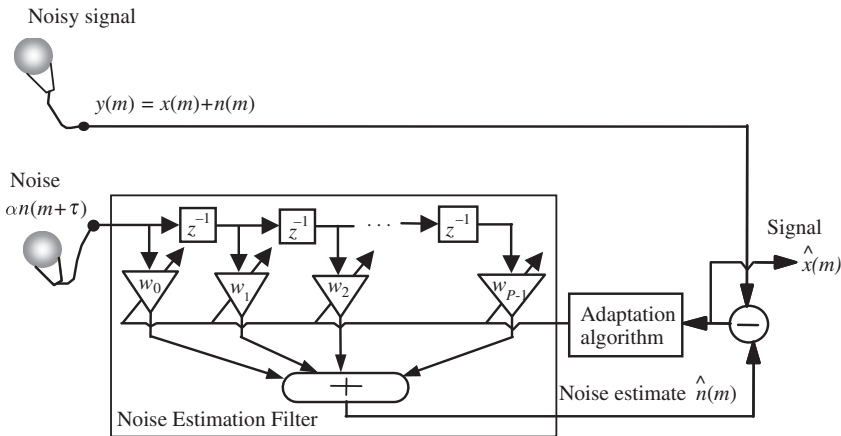 Noisy signal
y(m) = x(m)+n(m)
Noise
αn(m+τ)
z⁻¹
z⁻¹
. . .
z⁻¹
Signal
x̂(m)
w₀
w₁
w₂
w_P-1
Adaptation
algorithm
−
+
Noise estimate n̂(m)
Noise Estimation Filter